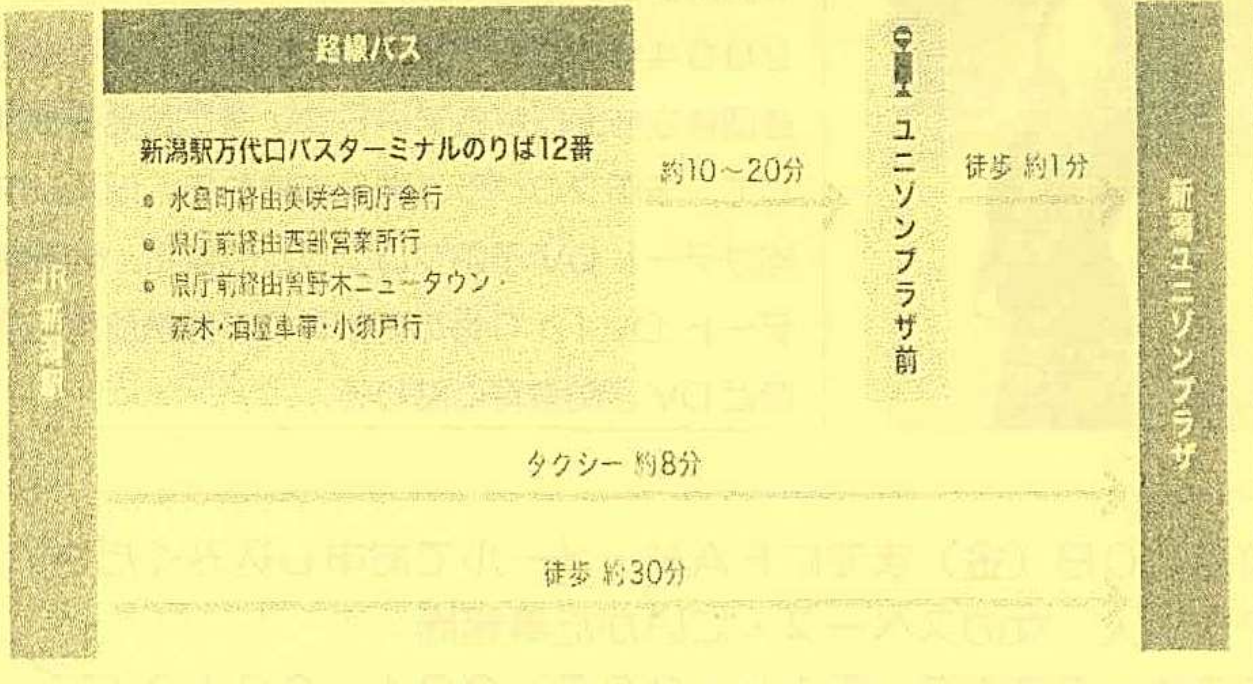 路線バス
新潟駅万代口バスターミナルのりば12番
水島町経由美咲合同庁舎行
県庁前経由西部営業所行
県庁前経由曽野木ニュータウン・
酒屋車庫・小須戸行
約10〜20分
ユニゾンプラザ前
徒歩 約1分
タクシー 約8分
徒歩 約30分
JR 新潟駅
新潟ユニゾンプラザ